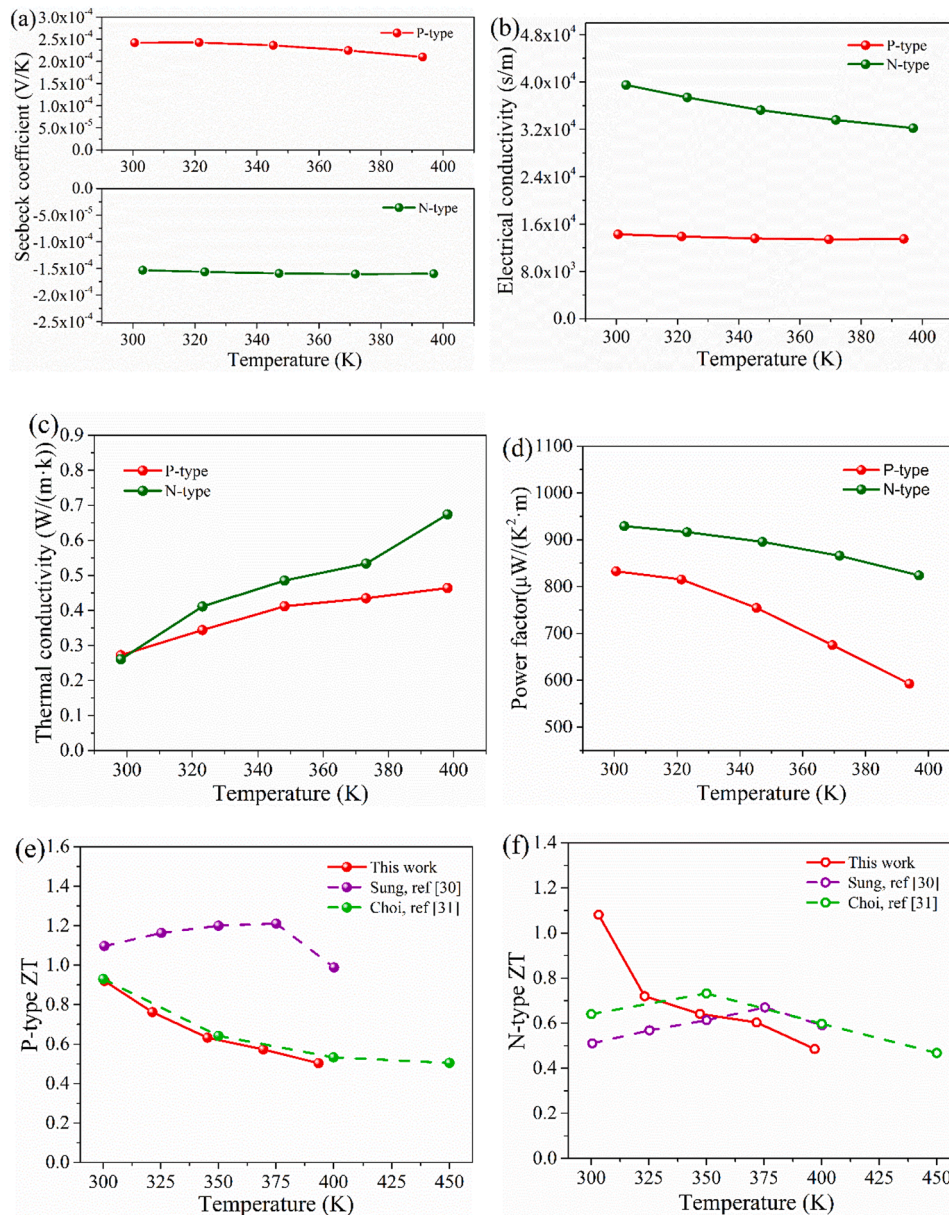 (a)
3.0x10⁻⁴
2.5x10⁻⁴
2.0x10⁻⁴
1.5x10⁻⁴
1.0x10⁻⁴
5.0x10⁻⁵
0.0
P-type
300 320 340 360 380 400
0.0
-5.0x10⁻⁵
-1.0x10⁻⁴
-1.5x10⁻⁴
-2.0x10⁻⁴
-2.5x10⁻⁴
N-type
300 320 340 360 380 400
Seebeck coefficient (V/K)
Temperature (K)
(b)
4.8x10⁴
4.0x10⁴
3.2x10⁴
2.4x10⁴
1.6x10⁴
8.0x10³
0.0
P-type
N-type
Electrical conductivity (s/m)
300 320 340 360 380 400
Temperature (K)
(c)
0.9
0.8
0.7
0.6
0.5
0.4
0.3
0.2
0.1
0.0
P-type
N-type
Thermal conductivity (W/(m·k))
300 320 340 360 380 400
Temperature (K)
(d)
1100
1000
900
800
700
600
500
P-type
N-type
Power factor(μW/(K²·m)
300 320 340 360 380 400
Temperature (K)
(e)
1.6
1.4
1.2
1.0
0.8
0.6
0.4
0.2
0.0
This work
Sung, ref [30]
Choi, ref [31]
P-type ZT
300 325 350 375 400 425 450
Temperature (K)
(f)
1.4
1.2
1.0
0.8
0.6
0.4
0.2
0.0
This work
Sung, ref [30]
Choi, ref [31]
N-type ZT
300 325 350 375 400 425 450
Temperature (K)